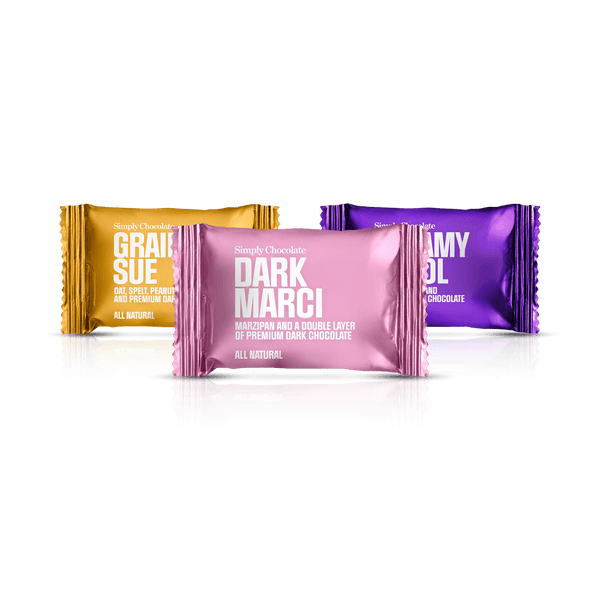 Simply Chocolate
GRAI
SUE
OAT, SPELT, PEANUT
AND PREMIUM DAR
ALL NATURAL
Simply Chocolate
DARK
MARCI
MARZIPAN AND A DOUBLE LAYER
OF PREMIUM DARK CHOCOLATE
ALL NATURAL
Simply Chocolate
AMY
OL
AND
CHOCOLATE